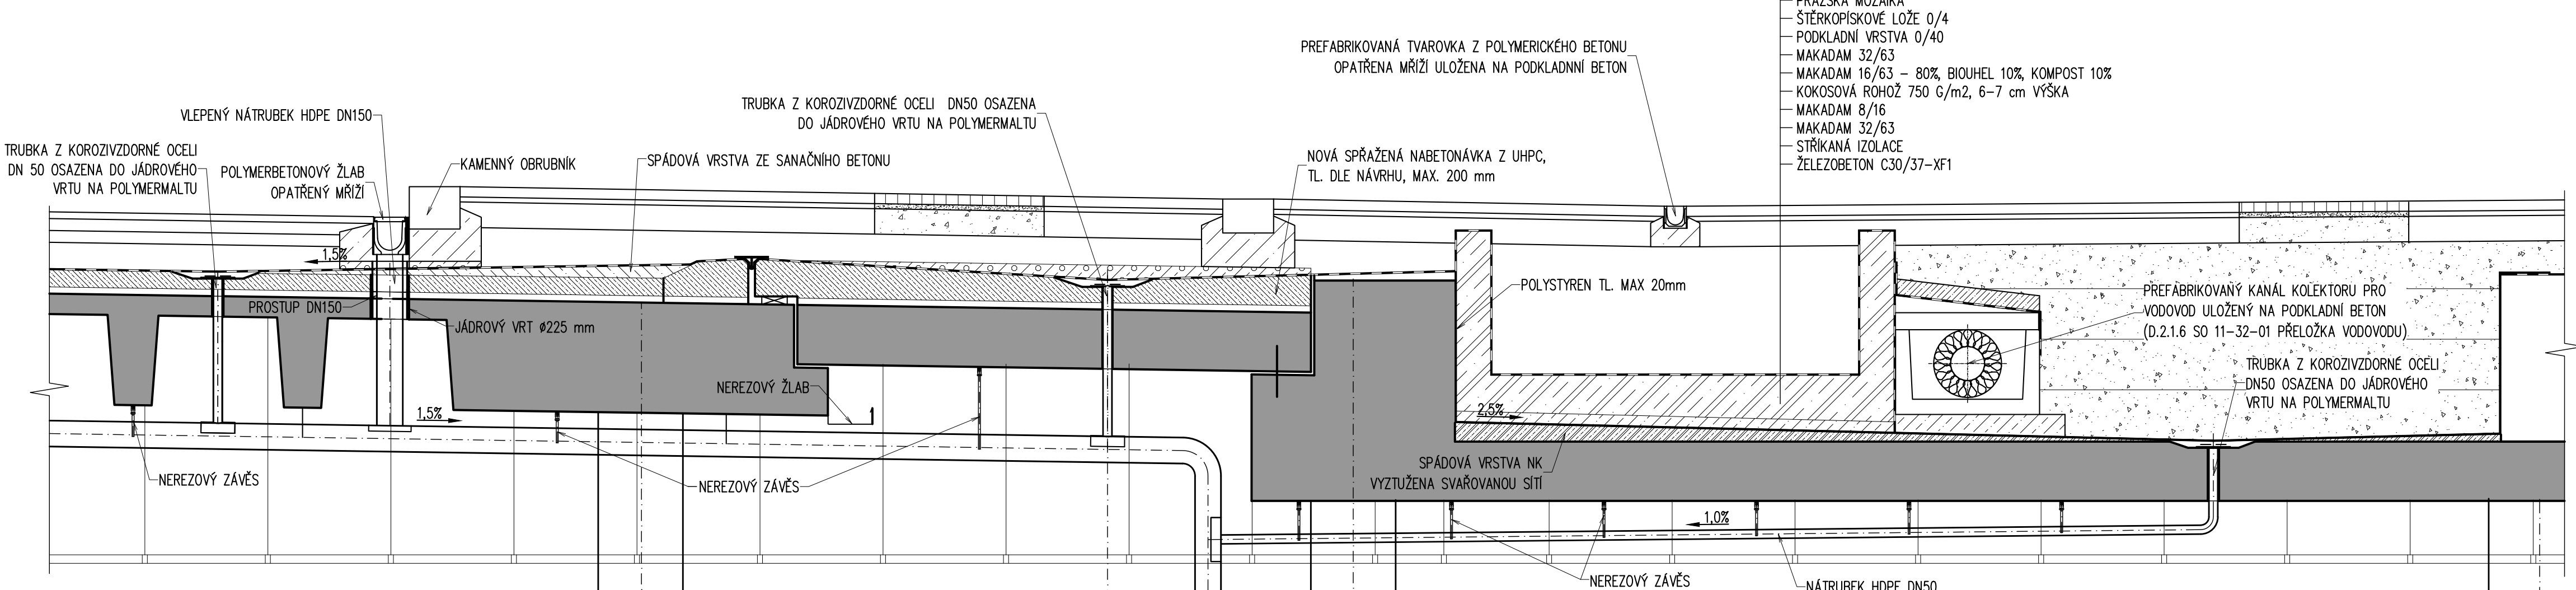 PRAŽSKÁ MOZAIKA
ŠTĚRKOPÍSKOVÉ LOŽE 0/4
PODKLADNÍ VRSTVA 0/40
MAKADAM 32/63
MAKADAM 16/63 - 80%, BIOUHEL 10%, KOMPOST 10%
KOKOSOVÁ ROHOŽ 750 G/m2, 6-7 cm VÝŠKA
MAKADAM 8/16
MAKADAM 32/63
STŘÍKANÁ IZOLACE
ŽELEZOBETON C30/37-XF1
PREFABRIKOVANÁ TVAROVKA Z POLYMERICKÉHO BETONU
OPATŘENA MŘÍŽÍ ULOŽENA NA PODKLADNNÍ BETON
TRUBKA Z KOROZIVZDORNÉ OCELI DN50 OSAZENA
DO JÁDROVÉHO VRTU NA POLYMERMALTU
VLEPENÝ NÁTRUBEK HDPE DN150
TRUBKA Z KOROZIVZDORNÉ OCELI
DN 50 OSAZENA DO JÁDROVÉHO
VRTU NA POLYMERMALTU
POLYMERBETONOVÝ ŽLAB
OPATŘENÝ MŘÍŽÍ
KAMENNÝ OBRUBNÍK
SPÁDOVÁ VRSTVA ZE SANAČNÍHO BETONU
NOVÁ SPŘAŽENÁ NABETONÁVKA Z UHPC,
TL. DLE NÁVRHU, MAX. 200 mm
1,5%
PROSTUP DN150
JÁDROVÝ VRT Ø225 mm
POLYSTYREN TL. MAX 20mm
PREFABRIKOVANÝ KANÁL KOLEKTORU PRO
VODOVOD ULOŽENÝ NA PODKLADNÍ BETON
(D.2.1.6 SO 11-32-01 PŘELOŽKA VODOVODU)
TRUBKA Z KOROZIVZDORNÉ OCELI
DN50 OSAZENA DO JÁDROVÉHO
VRTU NA POLYMERMALTU
NEREZOVÝ ŽLAB
1,5%
2,5%
SPÁDOVÁ VRSTVA NK
VYZTUŽENA SVAŘOVANOU SÍTÍ
NEREZOVÝ ZÁVĚS
NEREZOVÝ ZÁVĚS
1,0%
NEREZOVÝ ZÁVĚS
NÁTRUBEK HDPE DN50